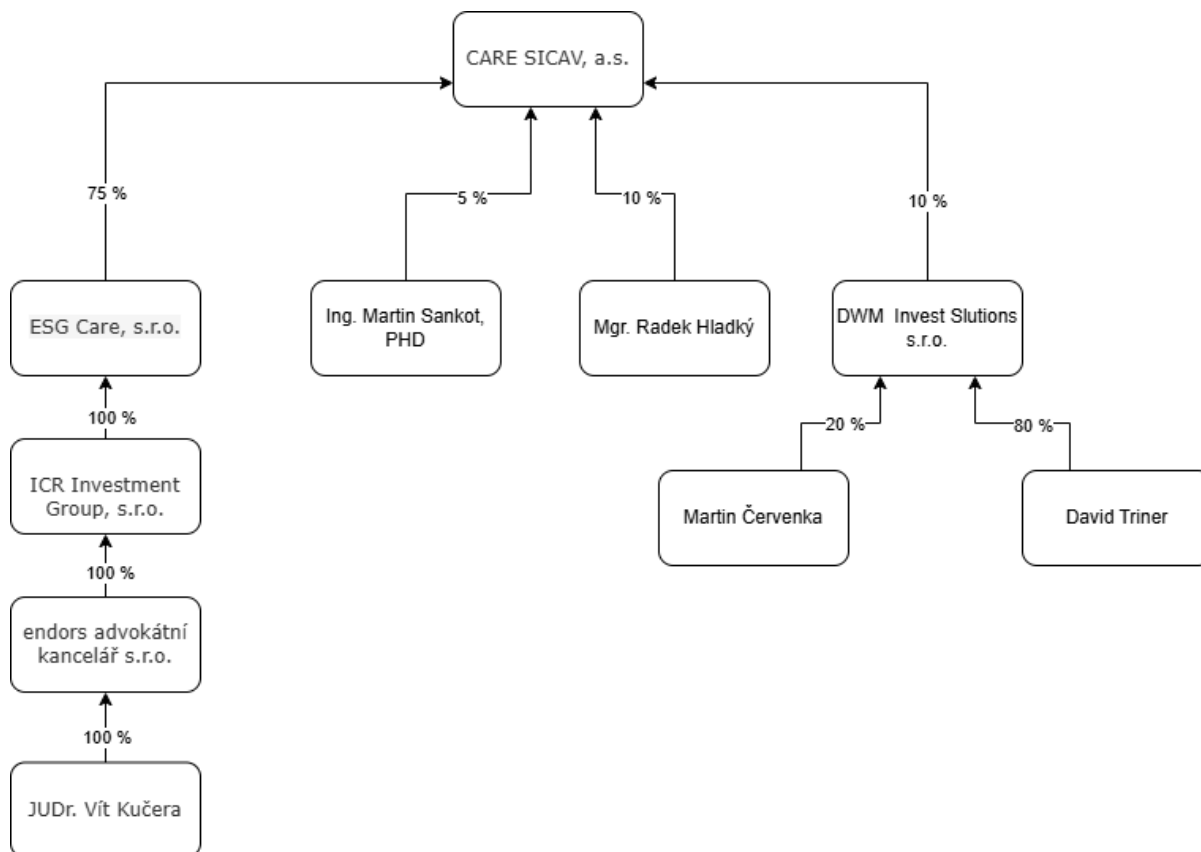 CARE SICAV, a.s.
75 %
5 %
10 %
10 %
ESG Care, s.r.o.
Ing. Martin Sankot,
PHD
Mgr. Radek Hladký
DWM Invest Slutions
s.r.o.
100 %
20 %
80 %
ICR Investment
Group, s.r.o.
Martin Červenka
David Triner
100 %
endors advokátní
kancelář s.r.o.
100 %
JUDr. Vít Kučera